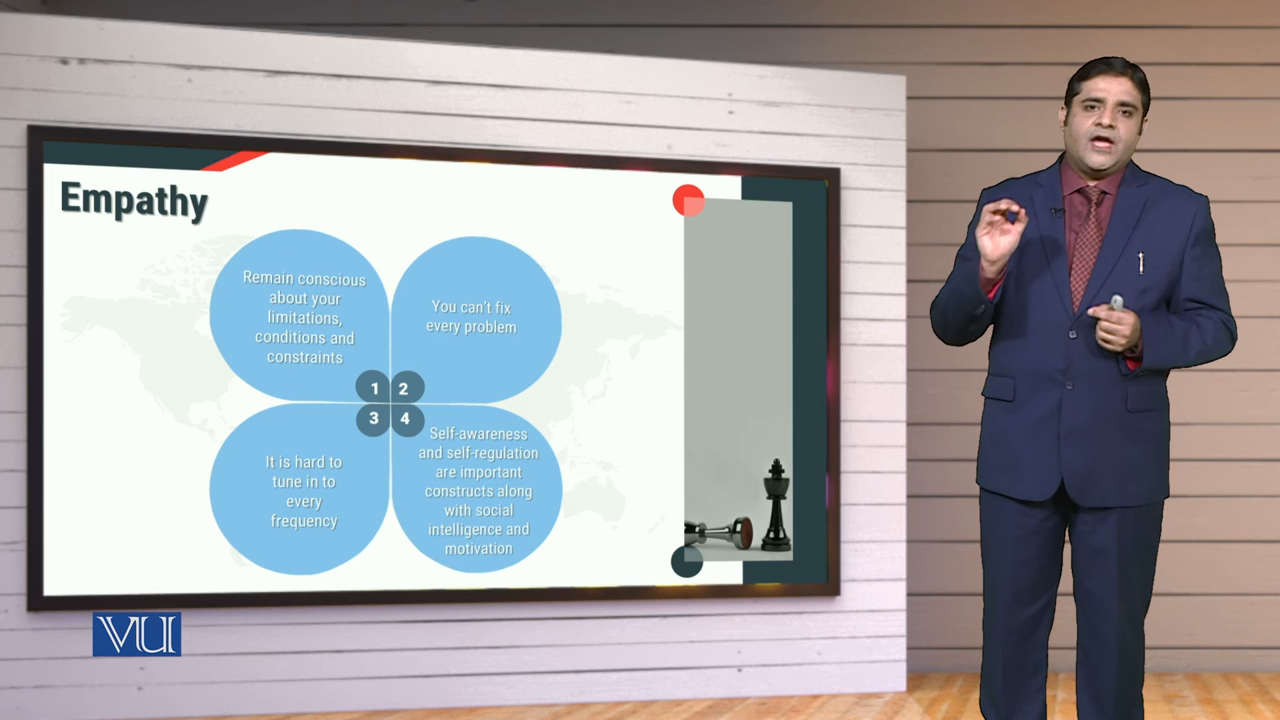 Empathy
Remain conscious
about your
limitations,
conditions and
constraints
You can't fix
every problem
1
2
3
4
It is hard to
tune in to
every
frequency
Self-awareness
and self-regulation
are important
constructs along
with social
intelligence and
motivation
VU